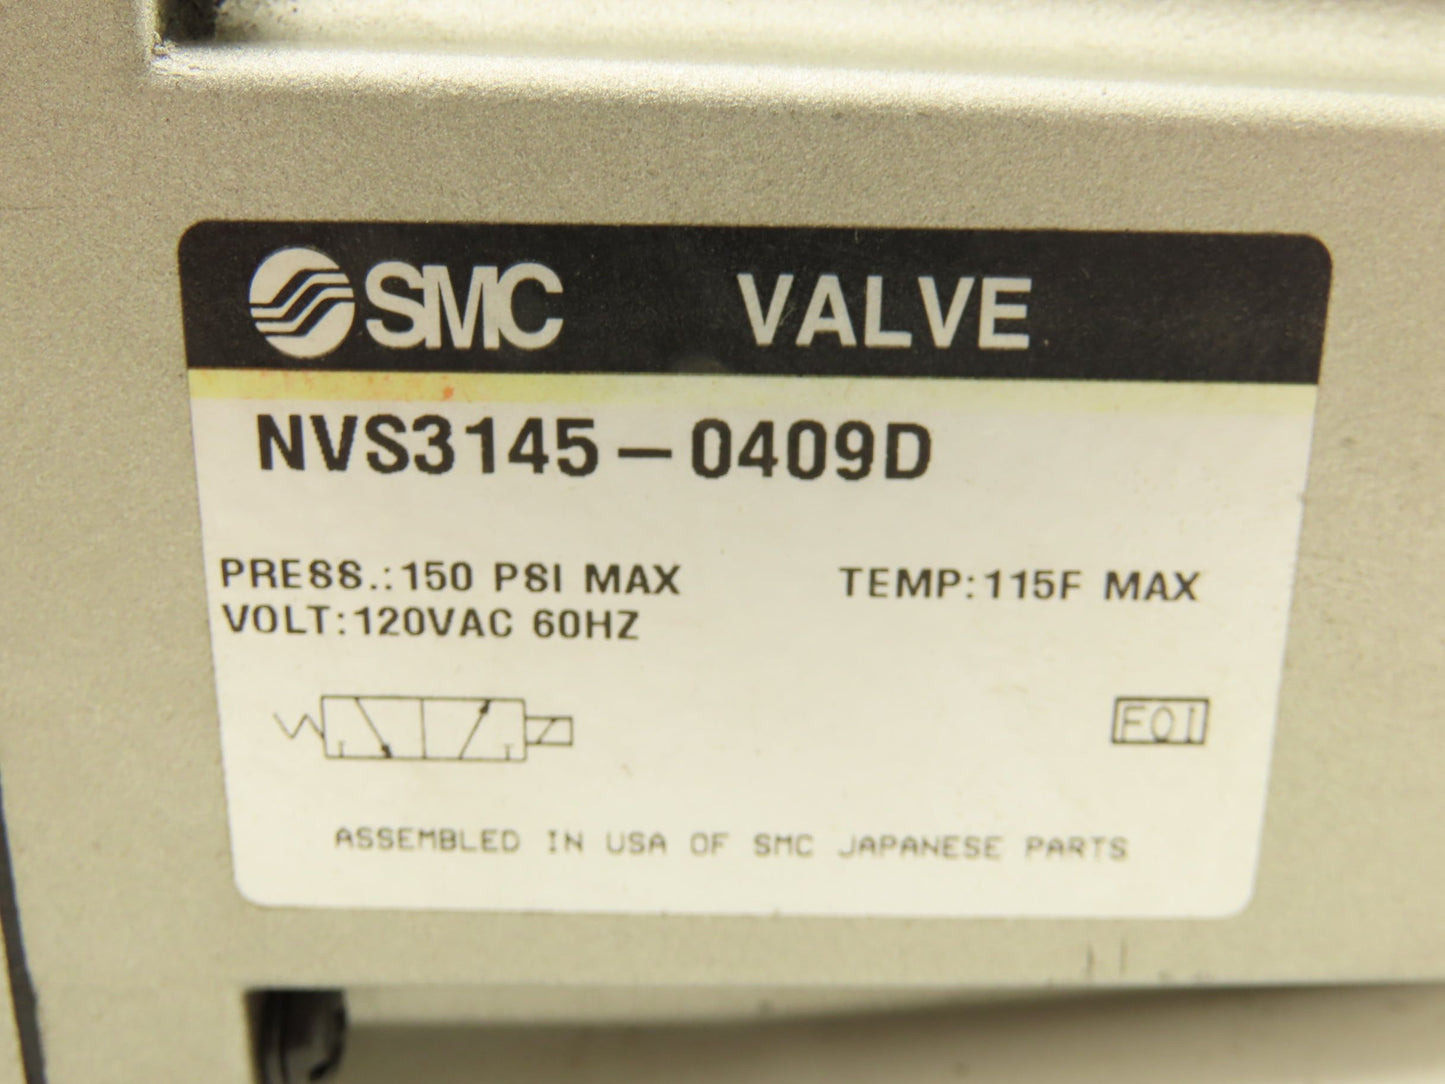 SMC VALVE
NVS3145-0409D
PRESS.:150 PSI MAX TEMP:115F MAX
VOLT:120VAC 60HZ
FOI
ASSEMBLED IN USA OF SMC JAPANESE PARTS